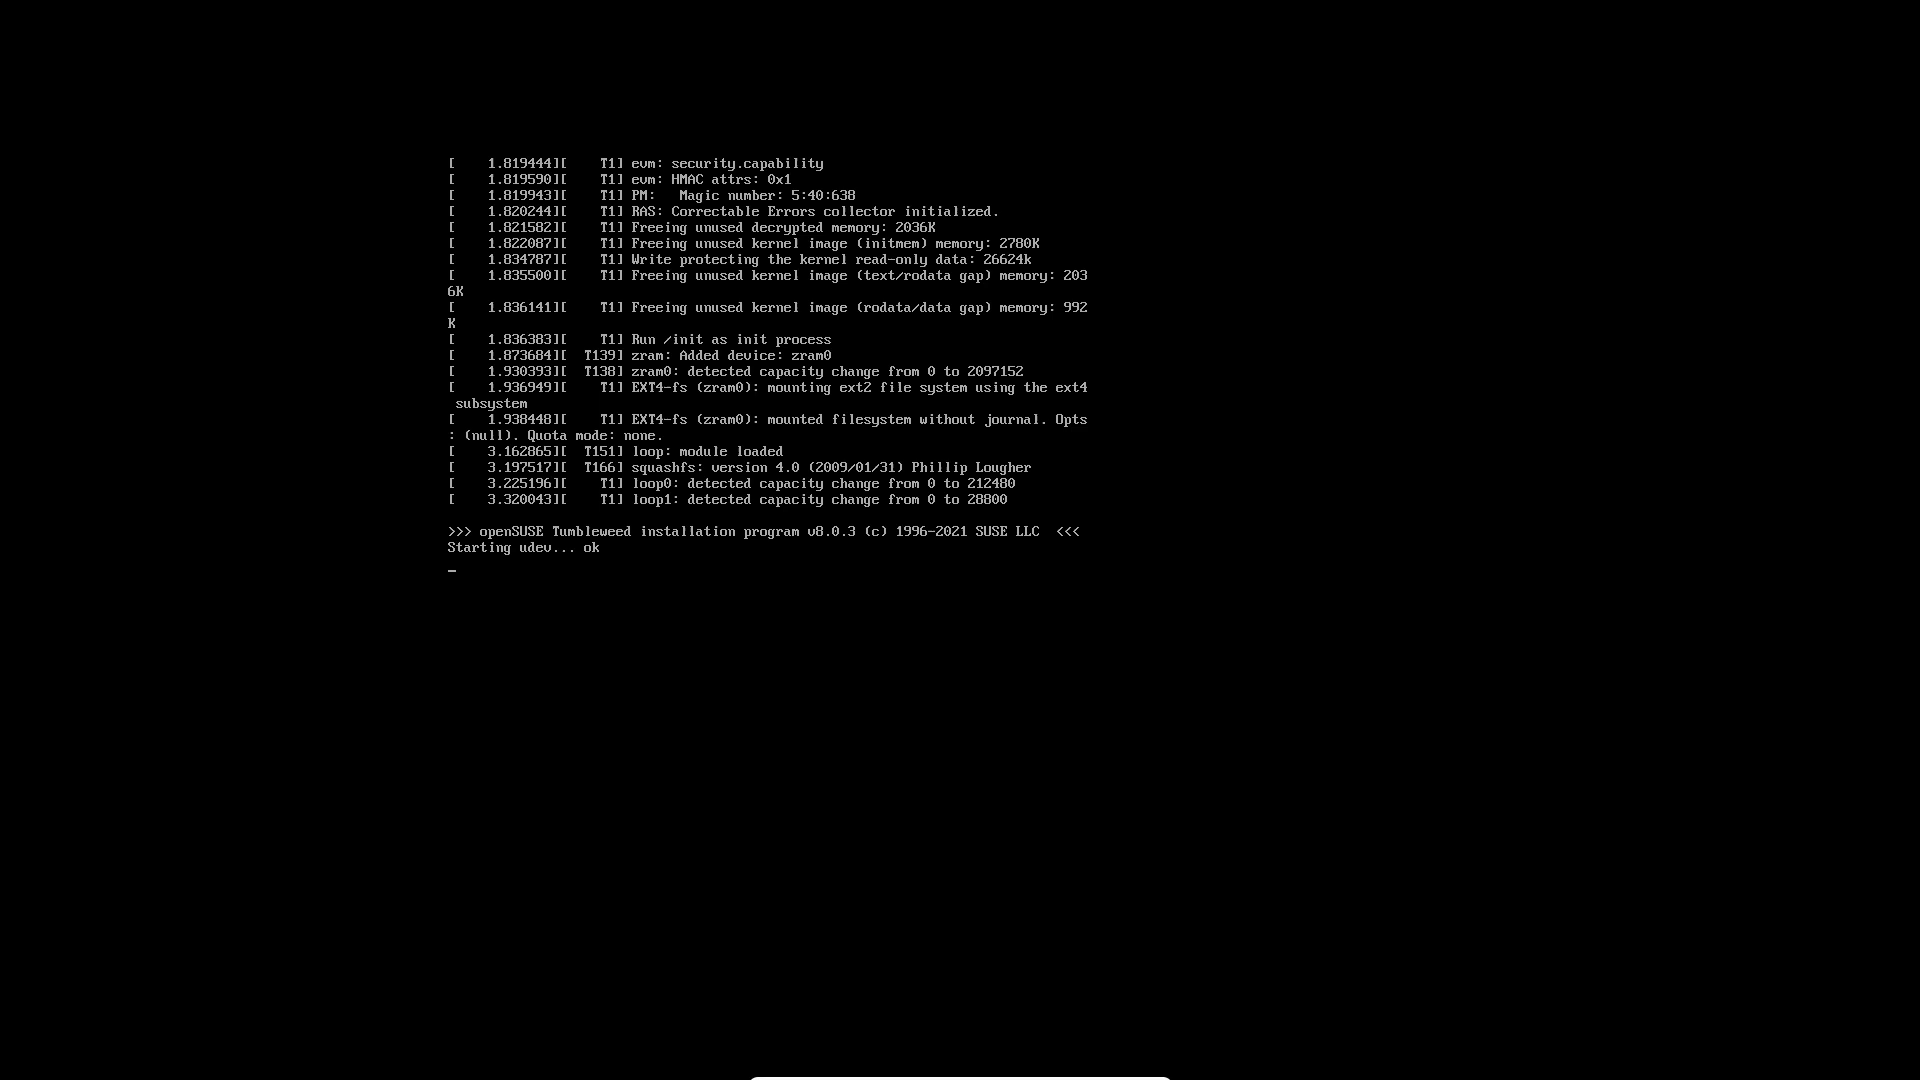 [    1.819444][    T1] evm: security.capability
[    1.819590][    T1] evm: HMAC attrs: 0x1
[    1.819943][    T1] PM:   Magic number: 5:40:638
[    1.820244][    T1] RAS: Correctable Errors collector initialized.
[    1.821582][    T1] Freeing unused decrypted memory: 2036K
[    1.822087][    T1] Freeing unused kernel image (initmem) memory: 2780K
[    1.834787][    T1] Write protecting the kernel read-only data: 26624k
[    1.835500][    T1] Freeing unused kernel image (text/rodata gap) memory: 203
6K
[    1.836141][    T1] Freeing unused kernel image (rodata/data gap) memory: 992
K
[    1.836383][    T1] Run /init as init process
[    1.873684][  T139] zram: Added device: zram0
[    1.930393][  T138] zram0: detected capacity change from 0 to 2097152
[    1.936949][    T1] EXT4-fs (zram0): mounting ext2 file system using the ext4
 subsystem
[    1.938448][    T1] EXT4-fs (zram0): mounted filesystem without journal. Opts
: (null). Quota mode: none.
[    3.162865][  T151] loop: module loaded
[    3.197517][  T166] squashfs: version 4.0 (2009/01/31) Phillip Lougher
[    3.225196][    T1] loop0: detected capacity change from 0 to 212480
[    3.320043][    T1] loop1: detected capacity change from 0 to 28800
>>> openSUSE Tumbleweed installation program v8.0.3 (c) 1996-2021 SUSE LLC  <<<
Starting udev... ok
_